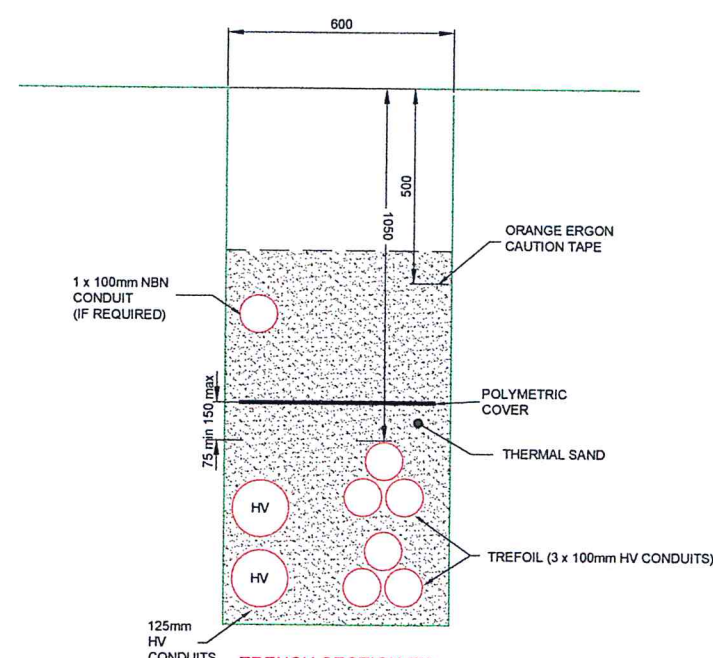 600
500
1050
ORANGE ERGON
CAUTION TAPE
1 x 100mm NBN
CONDUIT
(IF REQUIRED)
75 min 150 max
POLYMETRIC
COVER
THERMAL SAND
HV
HV
TREFOIL (3 x 100mm HV CONDUITS)
125mm
HV
CONDUITS